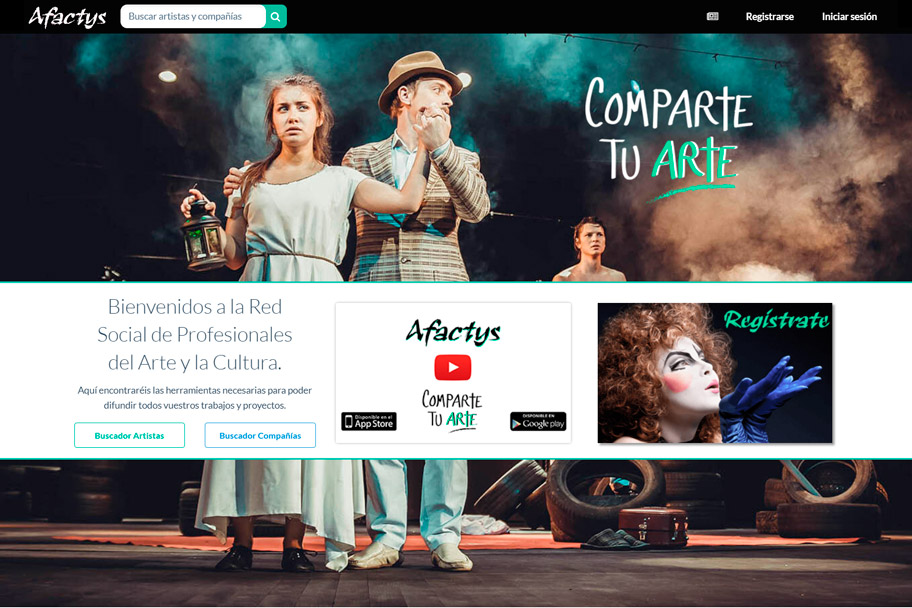 Afactys
Buscar artistas y compañías
Registrarse
Iniciar sesión
COMPARTE
TU ARTE
Bienvenidos a la Red
Social de Profesionales
del Arte y la Cultura.
Aquí encontraréis las herramientas necesarias para poder
difundir todos vuestros trabajos y proyectos.
Buscador Artistas
Buscador Compañías
Afactys
COMPARTE
TU ARTE
Disponible en el
App Store
DISPONIBLE EN
Google play
Regístrate